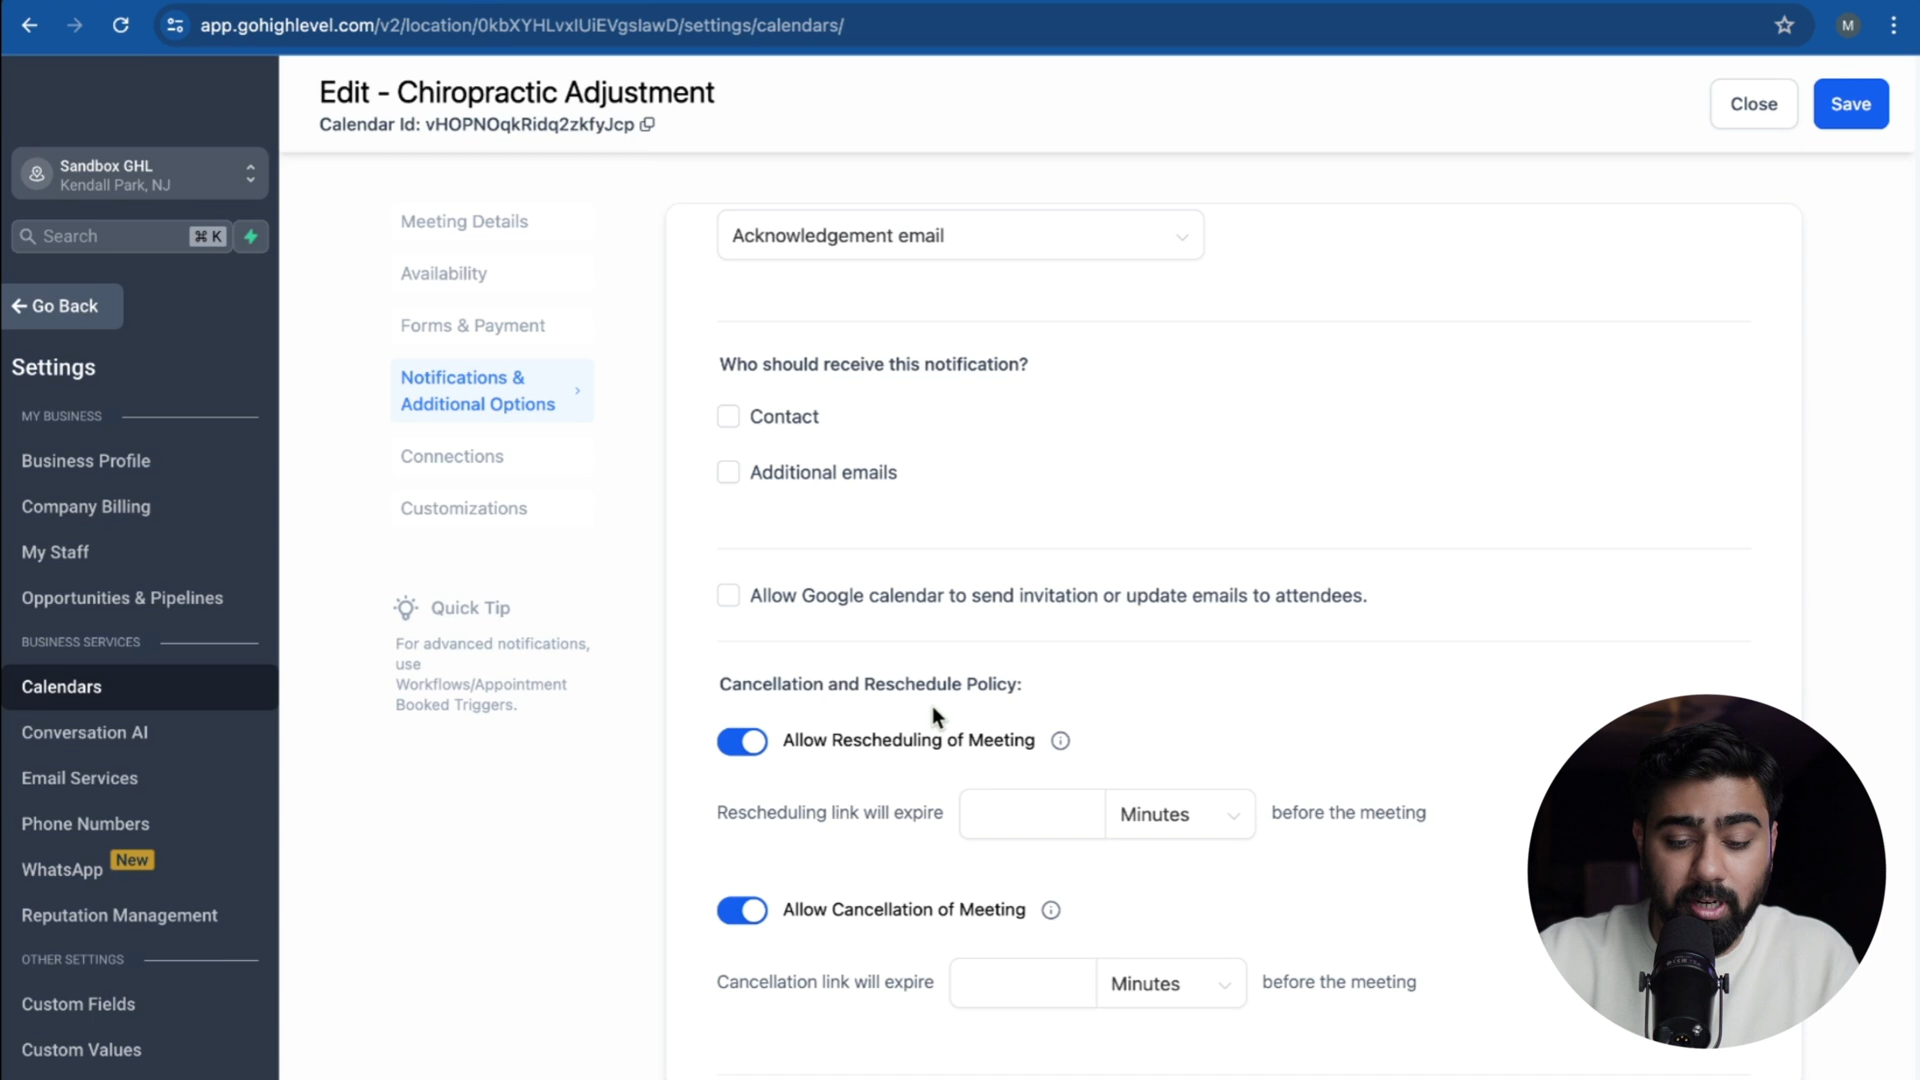 app.gohighlevel.com/v2/location/0kbXYHLvxIUiEVgsIawD/settings/calendars/
M
Edit - Chiropractic Adjustment
Calendar Id: vHOPNOqkRidq2zkfyJcp
Close
Save
Sandbox GHL
Kendall Park, NJ
Search
⌘ K
Go Back
Settings
MY BUSINESS
Business Profile
Company Billing
My Staff
Opportunities & Pipelines
BUSINESS SERVICES
Calendars
Conversation AI
Email Services
Phone Numbers
WhatsApp New
Reputation Management
OTHER SETTINGS
Custom Fields
Custom Values
Meeting Details
Availability
Forms & Payment
Notifications &
Additional Options
Connections
Customizations
Quick Tip
For advanced notifications,
use
Workflows/Appointment
Booked Triggers.
Acknowledgement email
Who should receive this notification?
Contact
Additional emails
Allow Google calendar to send invitation or update emails to attendees.
Cancellation and Reschedule Policy:
Allow Rescheduling of Meeting
Rescheduling link will expire
Minutes
before the meeting
Allow Cancellation of Meeting
Cancellation link will expire
Minutes
before the meeting